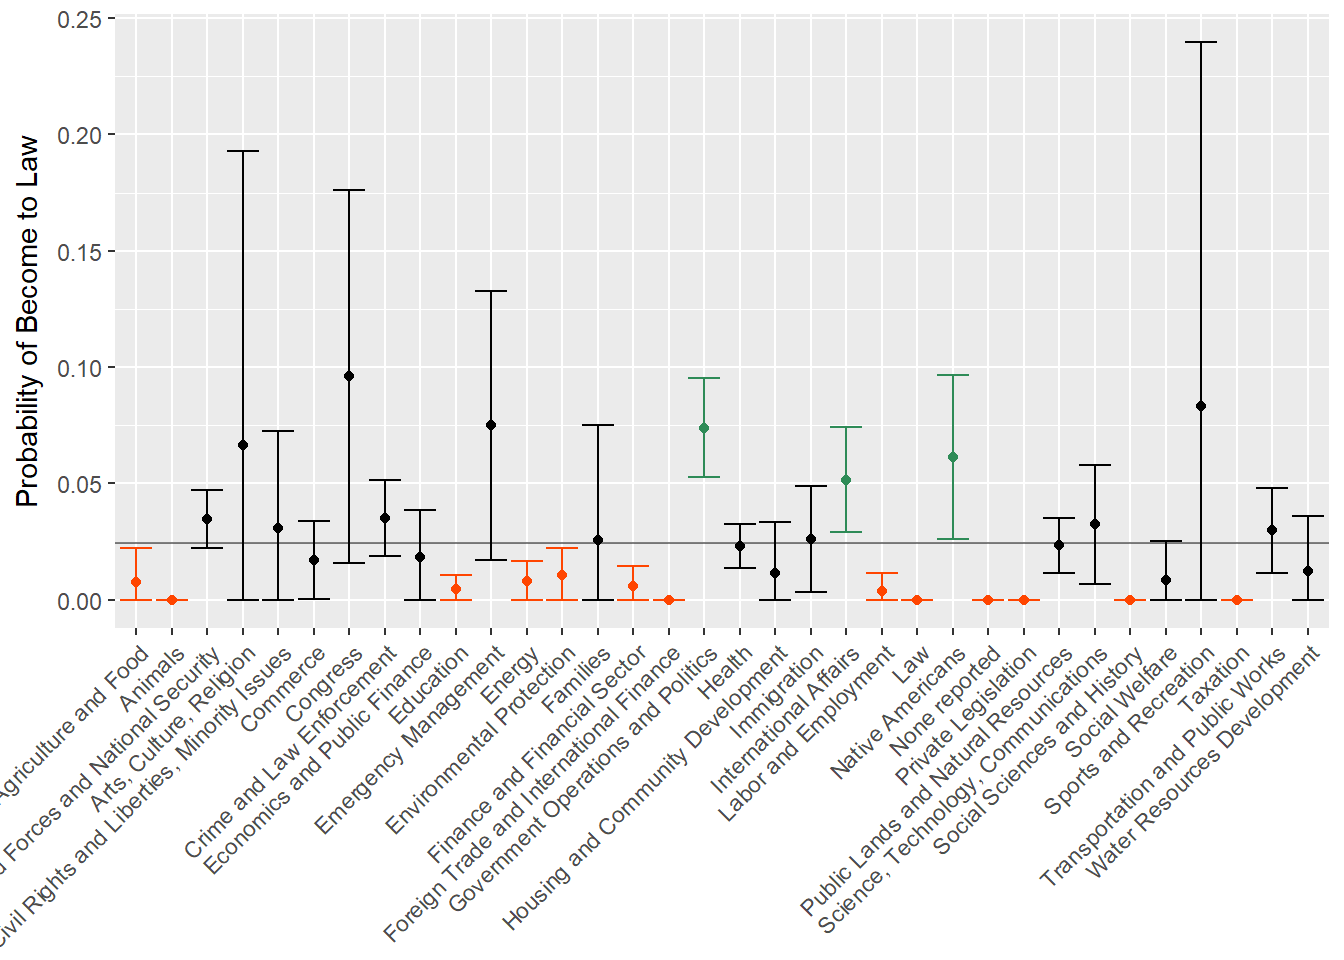 0.25
0.20
0.15
0.10
0.05
0.00
Probability of Become to Law
Agriculture and Food
Animals
Forces and National Security
Arts, Culture, Religion
Civil Rights and Liberties, Minority Issues
Commerce
Congress
Crime and Law Enforcement
Economics and Public Finance
Education
Emergency Management
Energy
Environmental Protection
Families
Finance and Financial Sector
Foreign Trade and International Finance
Government Operations and Politics
Health
Housing and Community Development
Immigration
International Affairs
Labor and Employment
Law
Native Americans
None reported
Private Legislation
Public Lands and Natural Resources
Science, Technology, Communications
Social Sciences and History
Social Welfare
Sports and Recreation
Taxation
Transportation and Public Works
Water Resources Development